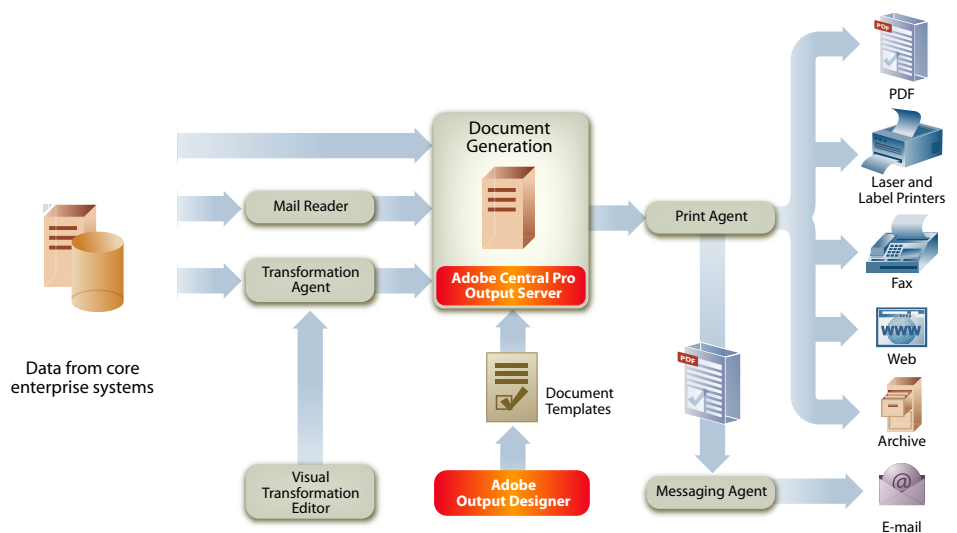 Data from core
enterprise systems
Mail Reader
Transformation
Agent
Visual
Transformation
Editor
Document
Generation
Adobe Central Pro
Output Server
Document
Templates
Adobe
Output Designer
Print Agent
PDF
Messaging Agent
PDF
PDF
Laser and
Label Printers
Fax
WWW
Web
Archive
@
E-mail